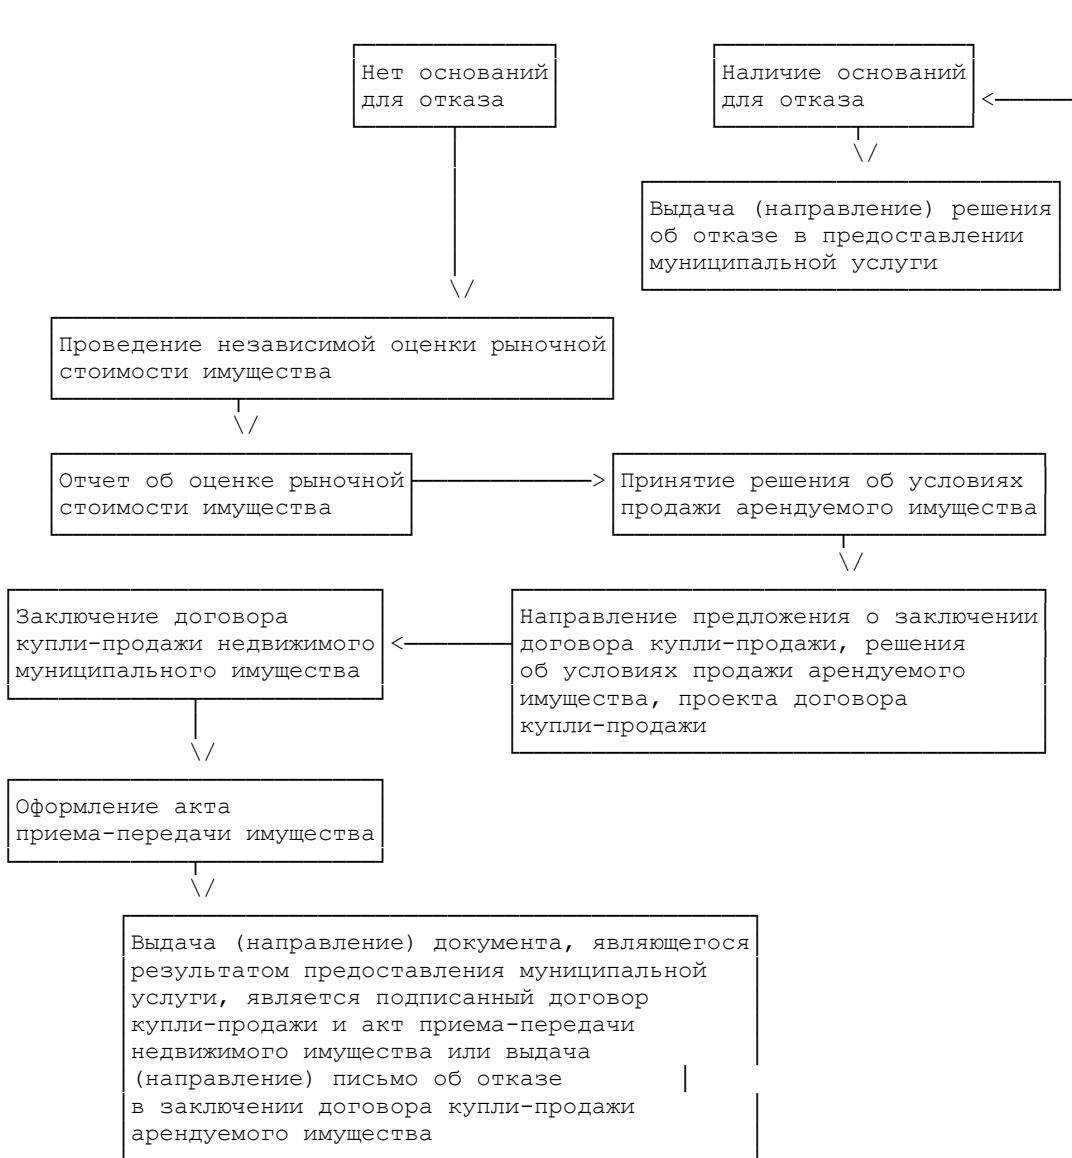 Нет оснований
для отказа
Наличие оснований
для отказа
Выдача (направление) решения
об отказе в предоставлении
муниципальной услуги
Проведение независимой оценки рыночной
стоимости имущества
Отчет об оценке рыночной
стоимости имущества
Принятие решения об условиях
продажи арендуемого имущества
Заключение договора
купли-продажи недвижимого
муниципального имущества
Направление предложения о заключении
договора купли-продажи, решения
об условиях продажи арендуемого
имущества, проекта договора
купли-продажи
Оформление акта
приема-передачи имущества
Выдача (направление) документа, являющегося
результатом предоставления муниципальной
услуги, является подписанный договор
купли-продажи и акт приема-передачи
недвижимого имущества или выдача
(направление) письмо об отказе
в заключении договора купли-продажи
арендуемого имущества